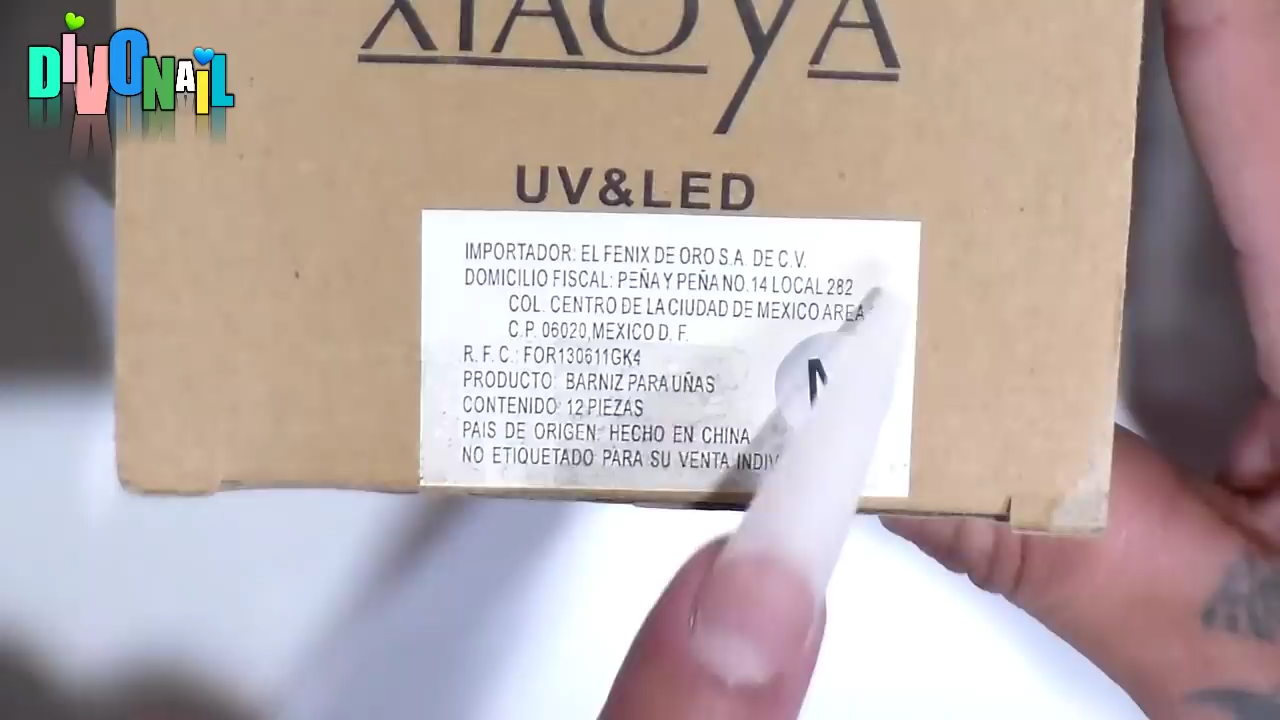 DIVONAIL
XIAOYA
UV&LED
IMPORTADOR: EL FENIX DE ORO S.A. DE C.V.
DOMICILIO FISCAL: PEÑA Y PEÑA NO.14 LOCAL 282
COL. CENTRO DE LA CIUDAD DE MEXICO AREA
C.P. 06020,MEXICO D. F.
R. F. C.: FOR130611GK4
PRODUCTO: BARNIZ PARA UÑAS
CONTENIDO: 12 PIEZAS
PAIS DE ORIGEN: HECHO EN CHINA
NO ETIQUETADO PARA SU VENTA